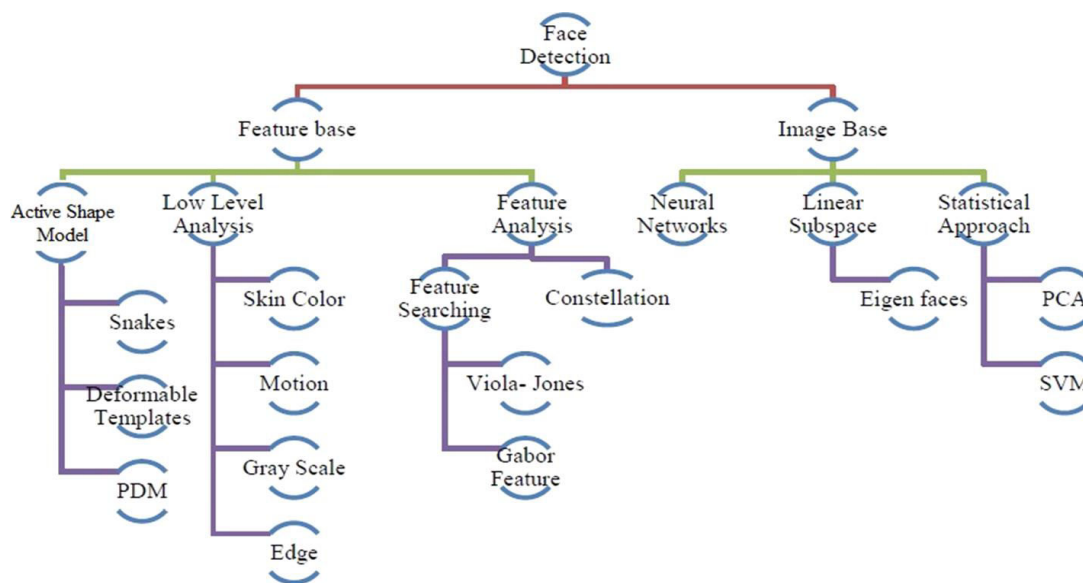 Face
Detection
Feature base
Image Base
Active Shape
Model
Low Level
Analysis
Feature
Analysis
Neural
Networks
Linear
Subspace
Statistical
Approach
Snakes
Deformable
Templates
PDM
Skin Color
Motion
Gray Scale
Edge
Feature
Searching
Constellation
Viola- Jones
Gabor
Feature
Eigen faces
PCA
SVM